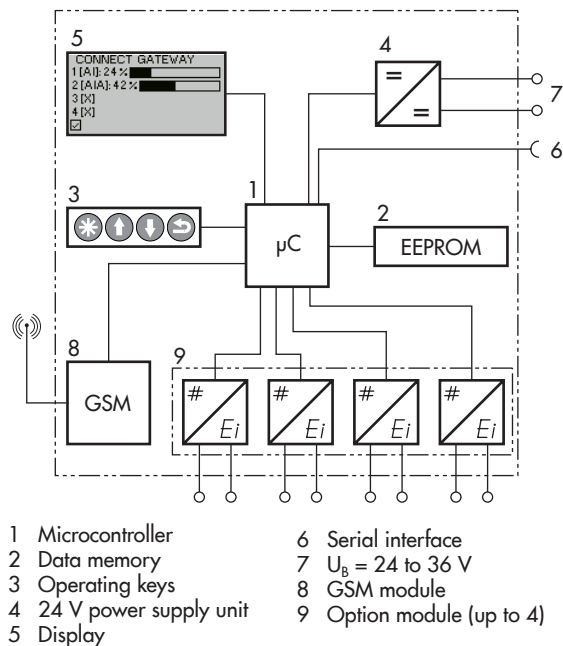 5
CONNECT GATEWAY
1 [AI]: 24 %
2 [AIA]: 42 %
3 [X]
4 [X]
4
=
=
7
6
3
1
µC
2
EEPROM
8
GSM
9
# Ei # Ei # Ei # Ei
1 Microcontroller
2 Data memory
3 Operating keys
4 24 V power supply unit
5 Display
6 Serial interface
7 U_B = 24 to 36 V
8 GSM module
9 Option module (up to 4)